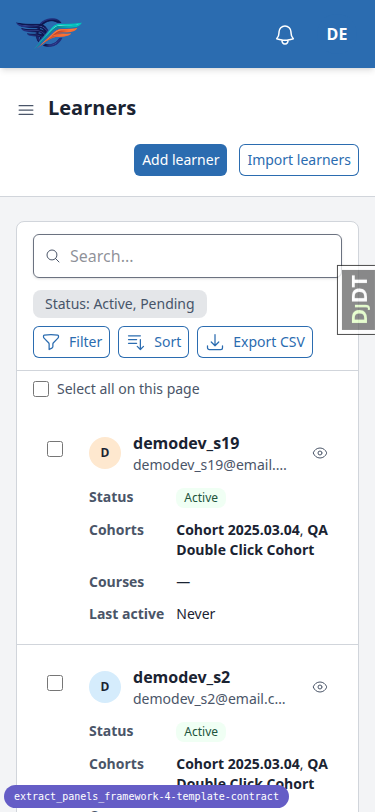 DE
Learners
Add learner
Import learners
Search...
DjDT
Status: Active, Pending
Filter
Sort
Export CSV
Select all on this page
D
demodev_s19
demodev_s19@email....
Status
Active
Cohorts
Cohort 2025.03.04, QA
Double Click Cohort
Courses
—
Last active
Never
D
demodev_s2
demodev_s2@email.c...
Status
Active
Cohorts
Cohort 2025.03.04, QA
Double Click Cohort
extract_panels_framework-4-template-contract